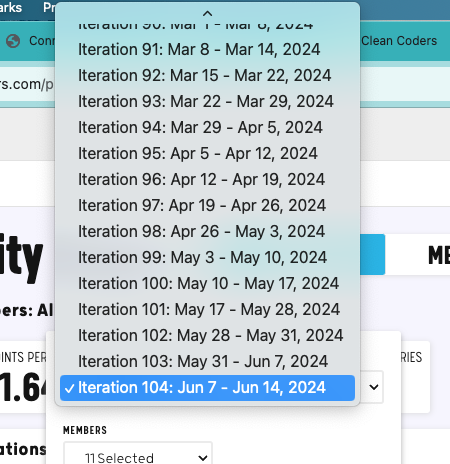 arks
Pr
Iteration 90: Mar 1 - Mar 8, 2024
Conn
Clean Coders
Iteration 91: Mar 8 - Mar 14, 2024
Iteration 92: Mar 15 - Mar 22, 2024
rs.com/p
Iteration 93: Mar 22 - Mar 29, 2024
Iteration 94: Mar 29 - Apr 5, 2024
Iteration 95: Apr 5 - Apr 12, 2024
Iteration 96: Apr 12 - Apr 19, 2024
Iteration 97: Apr 19 - Apr 26, 2024
Iteration 98: Apr 26 - May 3, 2024
ity
ME
Iteration 99: May 3 - May 10, 2024
Iteration 100: May 10 - May 17, 2024
bers: Al
Iteration 101: May 17 - May 28, 2024
Iteration 102: May 28 - May 31, 2024
INTS PER
RIES
Iteration 103: May 31 - Jun 7, 2024
1.64
✓ Iteration 104: Jun 7 - Jun 14, 2024
MEMBERS
ations
11 Selected